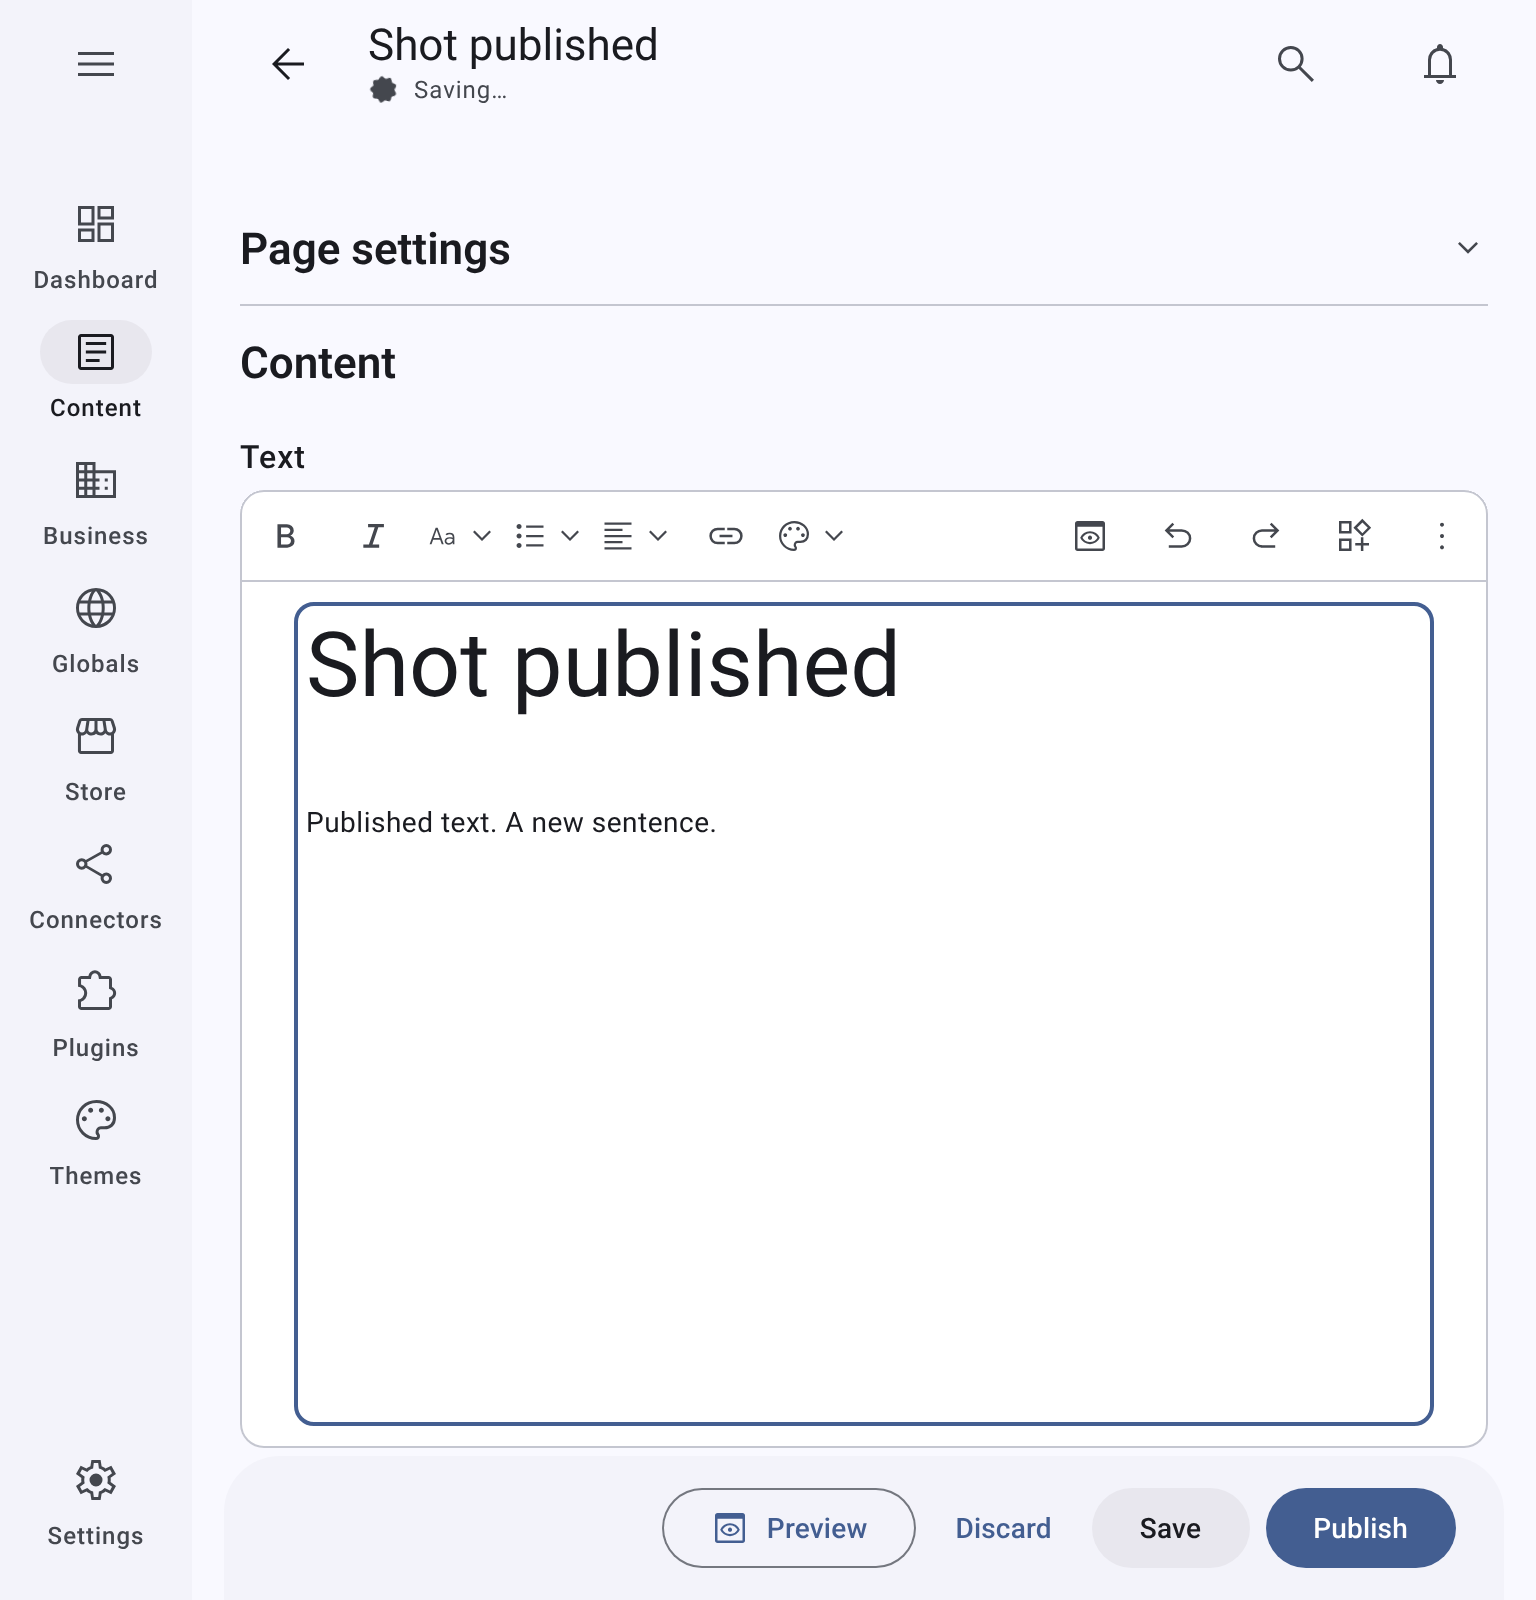 Shot published
Saving…
Dashboard
Content
Business
Globals
Store
Connectors
Plugins
Themes
Settings
Page settings
Content
Text
B I Aa
Shot published
Published text. A new sentence.
Preview Discard Save Publish